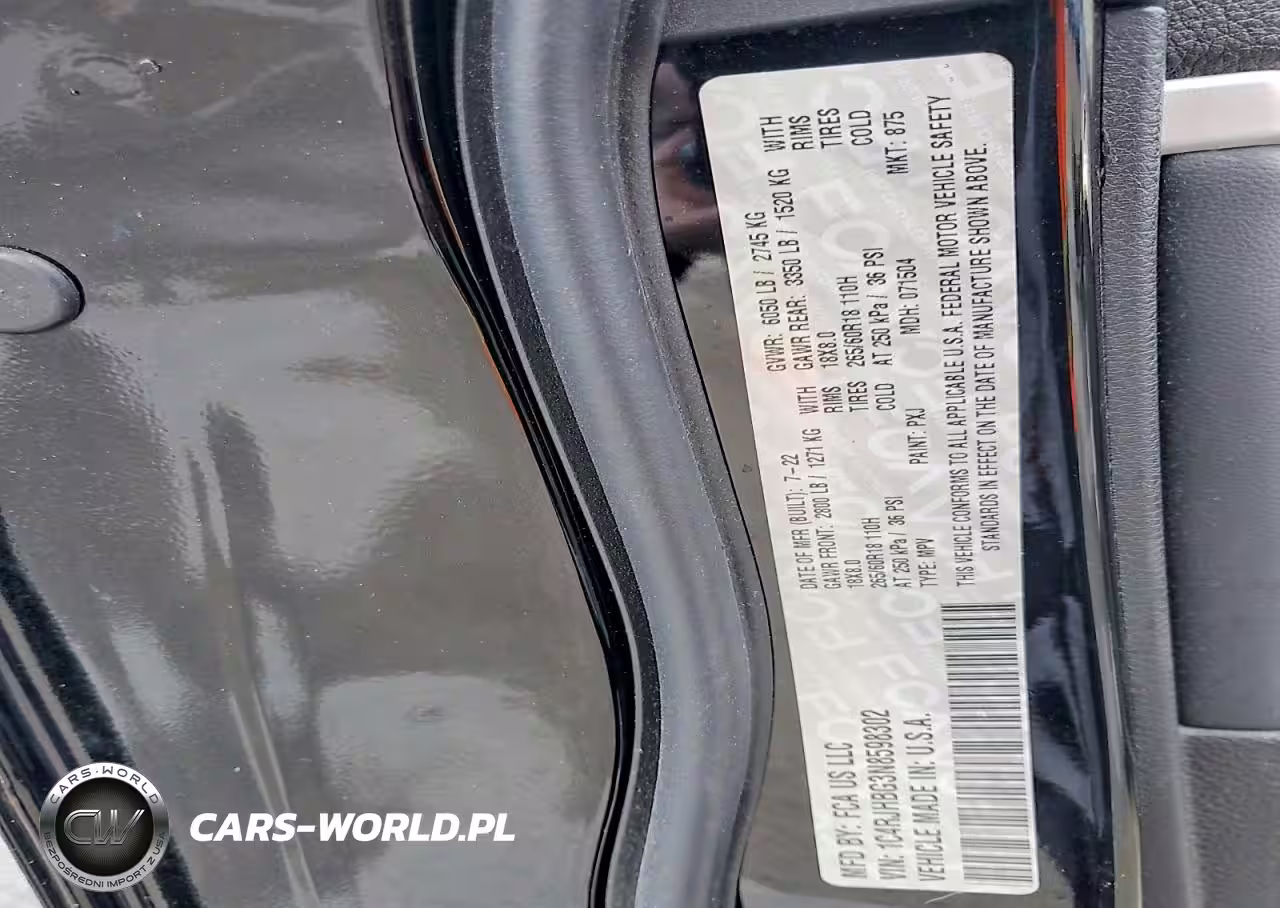 MFD BY: FCA US LLC
DATE OF MFR (BUILT): 7-22
GVWR: 6050 LB / 2745 KG
VIN: 1C4RJHBG3N8598302
GAWR FRONT: 2800 LB / 1271 KG WITH
GAWR REAR: 3350 LB / 1520 KG WITH
18X8.0 RIMS
18X8.0 RIMS
265/60R18 110H TIRES
265/60R18 110H TIRES
AT 250 kPa / 36 PSI COLD
AT 250 kPa / 36 PSI COLD
VEHICLE MADE IN: U.S.A.
TYPE: MPV PAINT: PXJ MDH: 071504 MKT: 875
THIS VEHICLE CONFORMS TO ALL APPLICABLE U.S.A. FEDERAL MOTOR VEHICLE SAFETY
STANDARDS IN EFFECT ON THE DATE OF MANUFACTURE SHOWN ABOVE.
CARS-WORLD
CW
BEZPOŚREDNI IMPORT Z USA
CARS-WORLD.PL